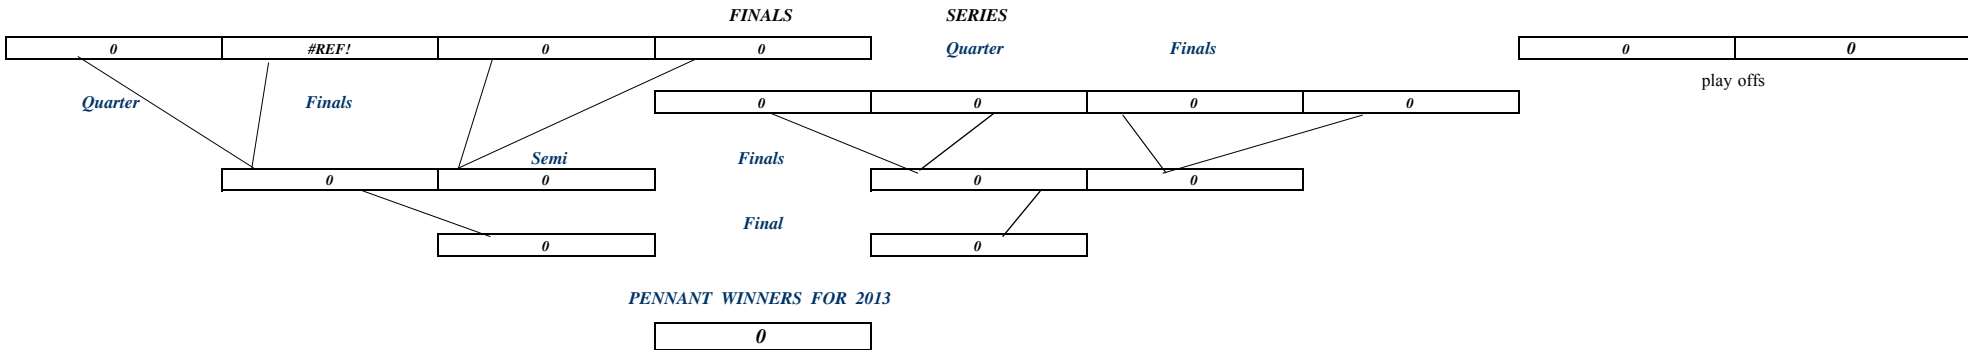 FINALS SERIES
0 #REF! 0 0 Quarter Finals 0 0
play offs
Quarter Finals 0 0 0 0
Semi Finals
0 0 0 0
Final
0 0
PENNANT WINNERS FOR 2013
0